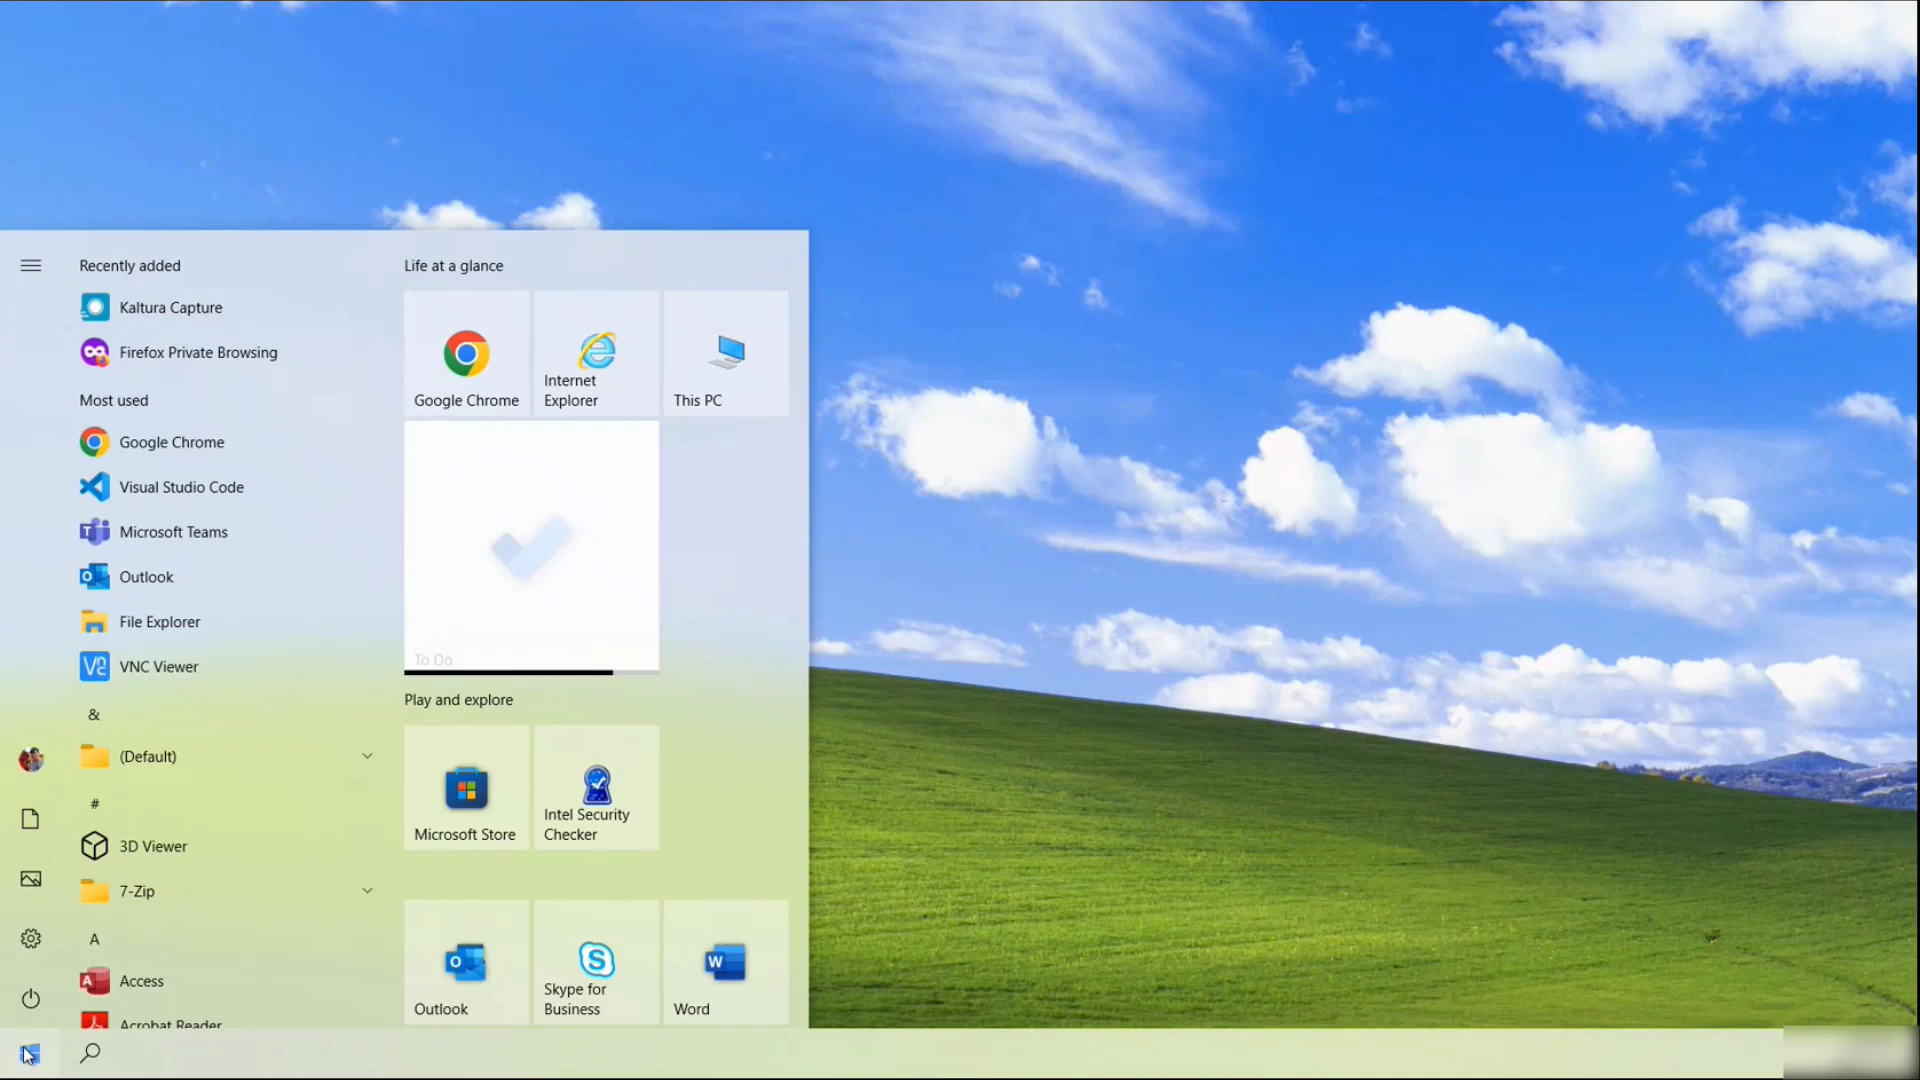 Recently added
Kaltura Capture
Firefox Private Browsing
Most used
Google Chrome
Visual Studio Code
Microsoft Teams
Outlook
File Explorer
VNC Viewer
&
(Default)
#
3D Viewer
7-Zip
A
Access
Acrobat Reader
Life at a glance
Google Chrome
Internet
Explorer
This PC
To Do
Play and explore
Microsoft Store
Intel Security
Checker
Outlook
Skype for
Business
Word